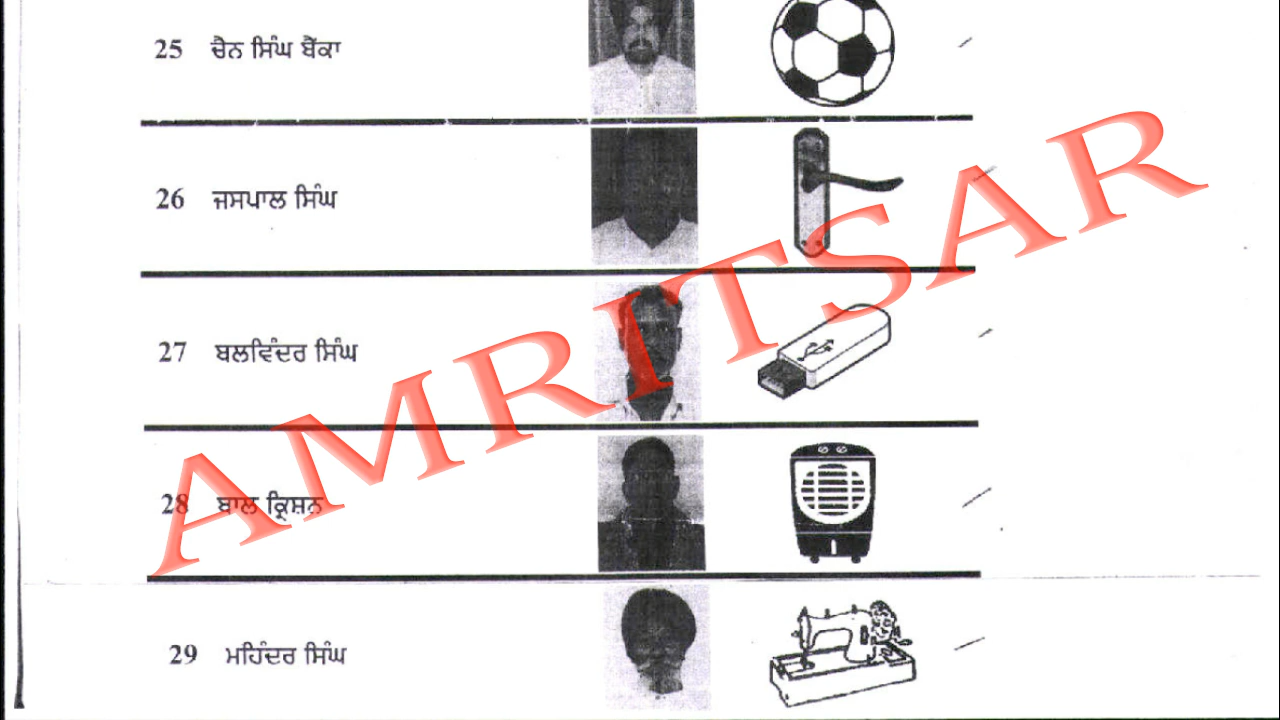 25 ਚੈਨ ਸਿੰਘ ਬੈਂਕਾ
26 ਜਸਪਾਲ ਸਿੰਘ
27 ਬਲਵਿੰਦਰ ਸਿੰਘ
28 ਬਾਲ ਕ੍ਰਿਸ਼ਨ
29 ਮਹਿੰਦਰ ਸਿੰਘ
AMRITSAR